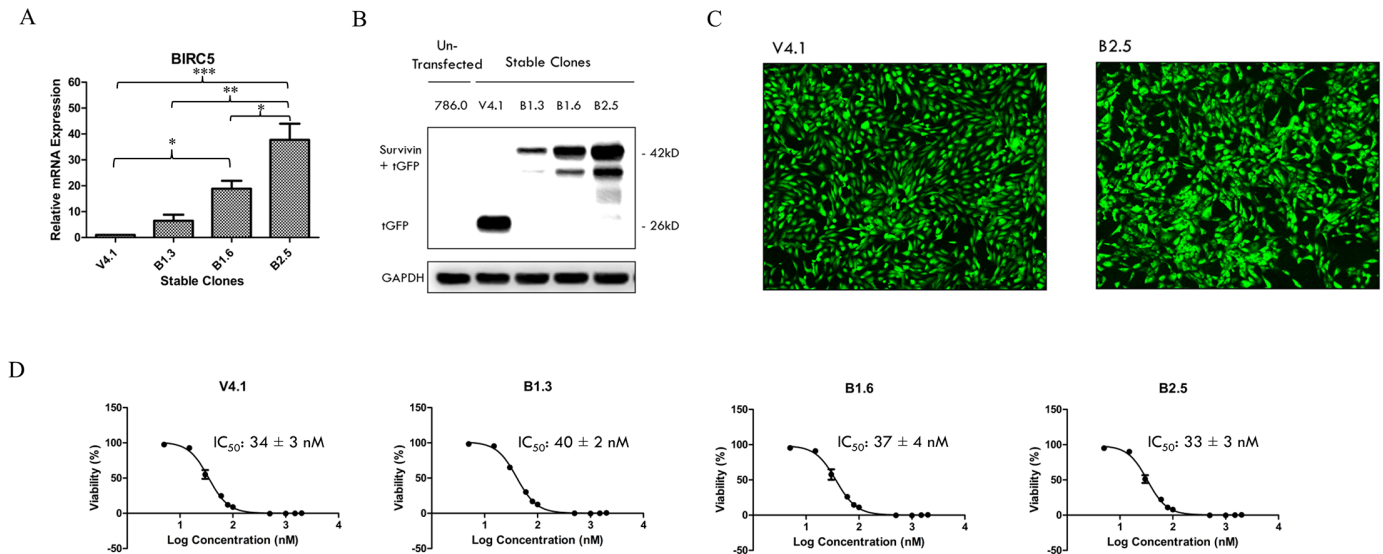 A
BIRC5
Relative mRNA Expression
60
50
40
30
20
10
0
***
**
*
*
V4.1
B1.3
B1.6
B2.5
Stable Clones
B
Un-
Transfected
Stable Clones
786.0
V4.1
B1.3
B1.6
B2.5
Survivin
+ tGFP
- 42kD
tGFP
- 26kD
GAPDH
C
V4.1
B2.5
D
V4.1
Viability (%)
150
100
50
0
-50
IC50: 34 ± 3 nM
1
2
3
4
Log Concentration (nM)
B1.3
Viability (%)
150
100
50
0
-50
IC50: 40 ± 2 nM
1
2
3
4
Log Concentration (nM)
B1.6
Viability (%)
150
100
50
0
-50
IC50: 37 ± 4 nM
1
2
3
4
Log Concentration (nM)
B2.5
Viability (%)
150
100
50
0
-50
IC50: 33 ± 3 nM
1
2
3
4
Log Concentration (nM)